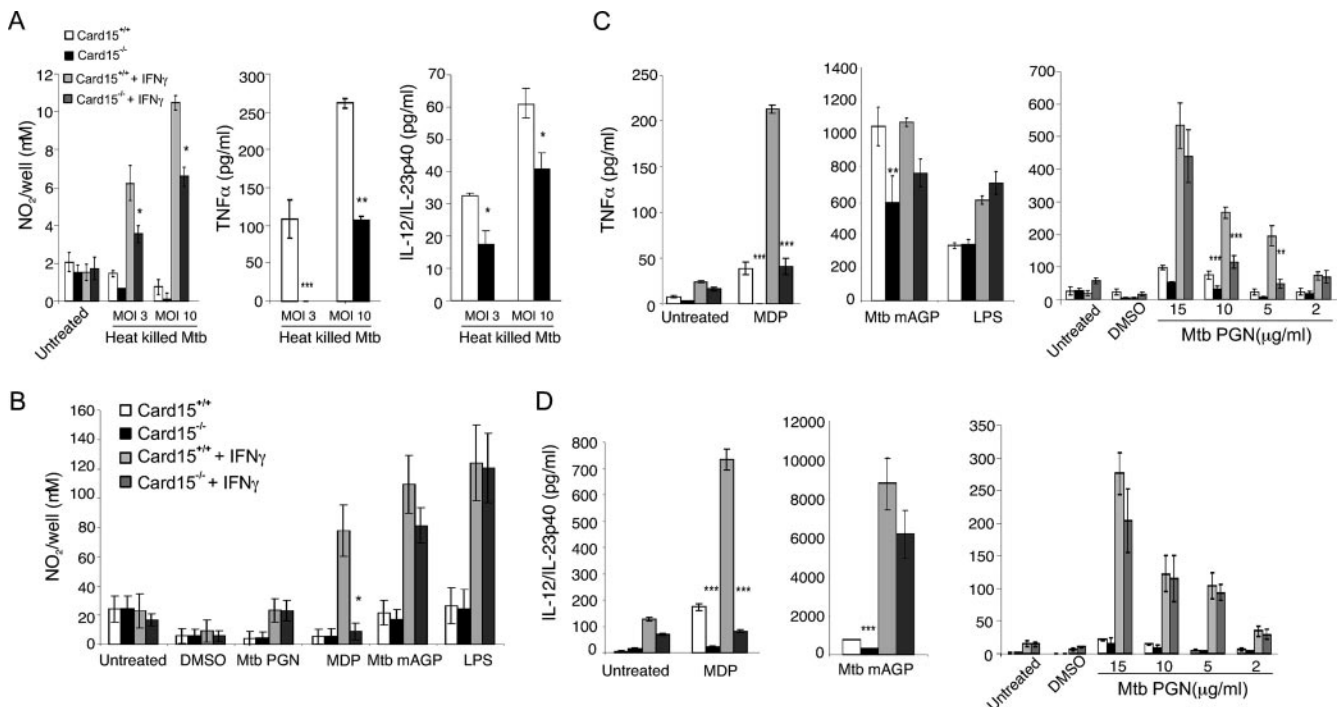 A
Card15+/+
Card15-/-
Card15+/+ + IFNγ
Card15-/- + IFNγ
NO2/well (mM)
12
10
8
6
4
2
0
Untreated
MOI 3
MOI 10
Heat killed Mtb
*
*
TNFα (pg/ml)
300
250
200
150
100
50
0
***
**
MOI 3
MOI 10
Heat killed Mtb
IL-12/IL-23p40 (pg/ml)
70
60
50
40
30
20
10
0
*
*
MOI 3
MOI 10
Heat killed Mtb
C
TNFα (pg/ml)
250
200
150
100
50
0
***
***
Untreated
MDP
1400
1200
1000
800
600
400
200
0
**
Mtb mAGP
LPS
700
600
500
400
300
200
100
0
***
***
**
Untreated
DMSO
15
10
5
2
Mtb PGN(μg/ml)
B
Card15+/+
Card15-/-
Card15+/+ + IFNγ
Card15-/- + IFNγ
NO2/well (mM)
160
140
120
100
80
60
40
20
0
*
Untreated
DMSO
Mtb PGN
MDP
Mtb mAGP
LPS
D
IL-12/IL-23p40 (pg/ml)
800
700
600
500
400
300
200
100
0
***
***
Untreated
MDP
12000
10000
8000
6000
4000
2000
0
***
Mtb mAGP
350
300
250
200
150
100
50
0
Untreated
DMSO
15
10
5
2
Mtb PGN(μg/ml)